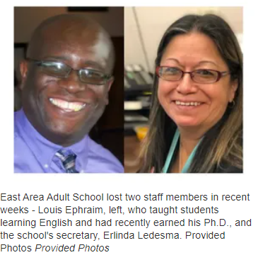 East Area Adult School lost two staff members in recent
weeks - Louis Ephraim, left, who taught students
learning English and had recently earned his Ph.D., and
the school's secretary, Erlinda Ledesma. Provided
Photos Provided Photos